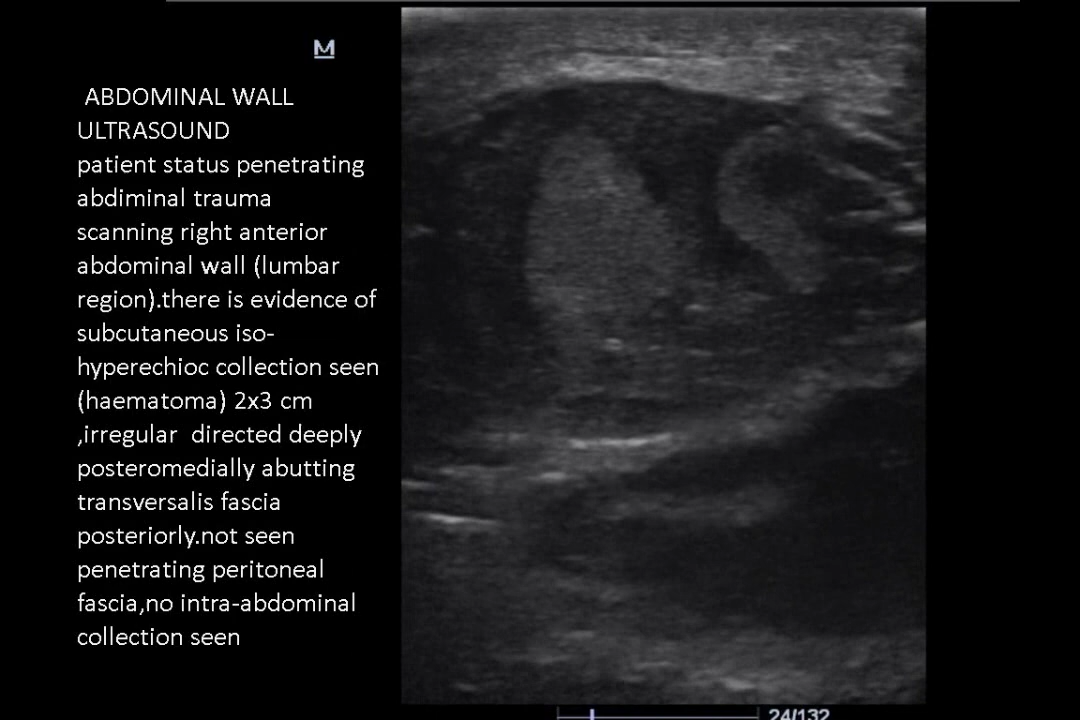 M
ABDOMINAL WALL
ULTRASOUND
patient status penetrating
abdiminal trauma
scanning right anterior
abdominal wall (lumbar
region).there is evidence of
subcutaneous iso-
hyperechioc collection seen
(haematoma) 2x3 cm
,irregular  directed deeply
posteromedially abutting
transversalis fascia
posteriorly.not seen
penetrating peritoneal
fascia,no intra-abdominal
collection seen
24/132